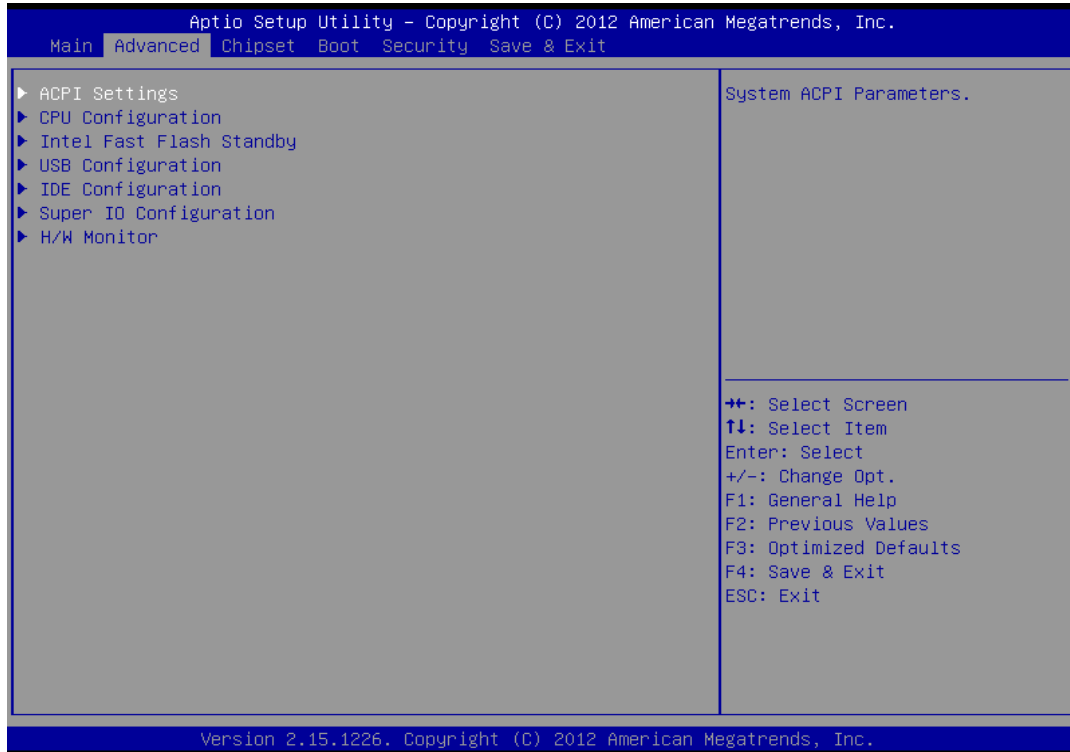 Aptio Setup Utility – Copyright (C) 2012 American Megatrends, Inc.
Main Advanced Chipset Boot Security Save & Exit
▶ ACPI Settings
▶ CPU Configuration
▶ Intel Fast Flash Standby
▶ USB Configuration
▶ IDE Configuration
▶ Super IO Configuration
▶ H/W Monitor
System ACPI Parameters.
→←: Select Screen
↑↓: Select Item
Enter: Select
+/-: Change Opt.
F1: General Help
F2: Previous Values
F3: Optimized Defaults
F4: Save & Exit
ESC: Exit
Version 2.15.1226. Copyright (C) 2012 American Megatrends, Inc.